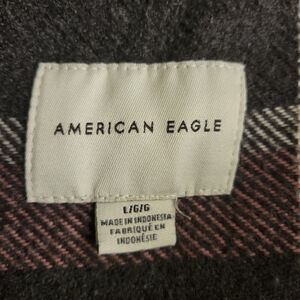 AMERICAN EAGLE
L/G/G
MADE IN INDONESIA
FABRIQUÉ EN
INDONÉSIE